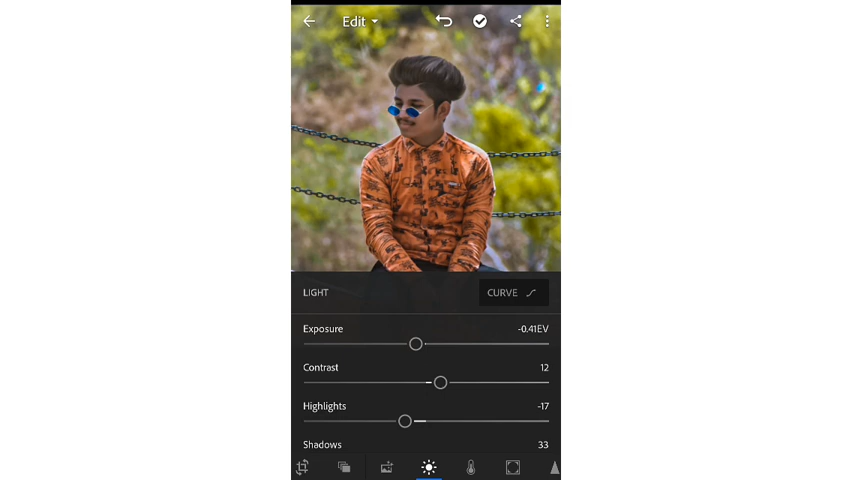 Edit
LIGHT
CURVE
Exposure -0.41EV
Contrast 12
Highlights -17
Shadows 33